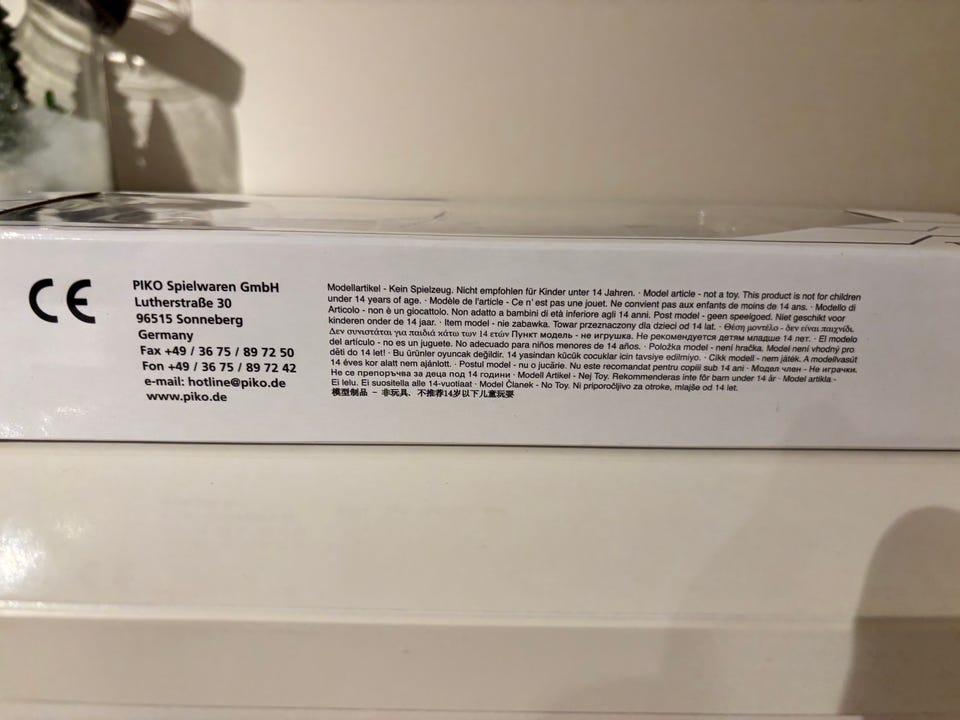 CE
PIKO Spielwaren GmbH
Lutherstraße 30
96515 Sonneberg
Germany
Fax +49 / 36 75 / 89 72 50
Fon +49 / 36 75 / 89 72 42
e-mail: hotline@piko.de
www.piko.de
Modellartikel - Kein Spielzeug. Nicht empfohlen für Kinder unter 14 Jahren. · Model article - not a toy. This product is not for children
under 14 years of age. · Modèle de l'article - Ce n' est pas une jouet. Ne convient pas aux enfants de moins de 14 ans. · Modello di
Articolo - non è un giocattolo. Non adatto a bambini di età inferiore agli 14 anni. Post model - geen speelgoed. Niet geschikt voor
kinderen onder de 14 jaar. · Item model - nie zabawka. Towar przeznaczony dla dzieci od 14 lat. · Θέση μοντέλο - δεν είναι παιχνίδι.
Δεν συνιστάται για παιδιά κάτω των 14 ετών Пункт модель - не игрушка. Не рекомендуется детям младше 14 лет. · El modelo
del artículo - no es un juguete. No adecuado para niños menores de 14 años. · Položka model - není hračka. Model není vhodný pro
děti do 14 let! · Bu ürünler oyuncak değildir. 14 yasindan kücük cocuklar icin tavsiye edilmiyo. · Cikk modell - nem játék. A modellvasút
14 éves kor alatt nem ajánlott. · Postul model - nu o jucărie. Nu este recomandat pentru copiii sub 14 ani · Модел член - Не играчки.
Не се препоръчва за деца под 14 години · Modell Artikel - Nej Toy. Rekommenderas inte för barn under 14 år · Model artikla -
Ei lelu. Ei suositella alle 14-vuotiaat · Model Članek - No Toy. Ni priporočljivo za otroke, mlajše od 14 let.
模型制品 - 非玩具、不推荐14岁以下儿童玩耍